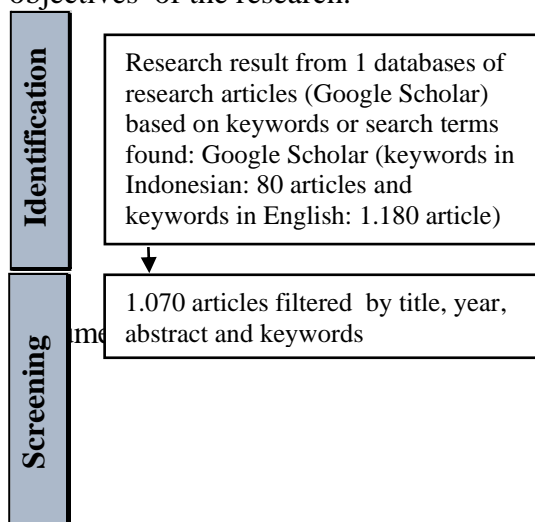 objectives of the research.
Identification
Research result from 1 databases of
research articles (Google Scholar)
based on keywords or search terms
found: Google Scholar (keywords in
Indonesian: 80 articles and
keywords in English: 1.180 article)
Screening
1.070 articles filtered by title, year,
abstract and keywords